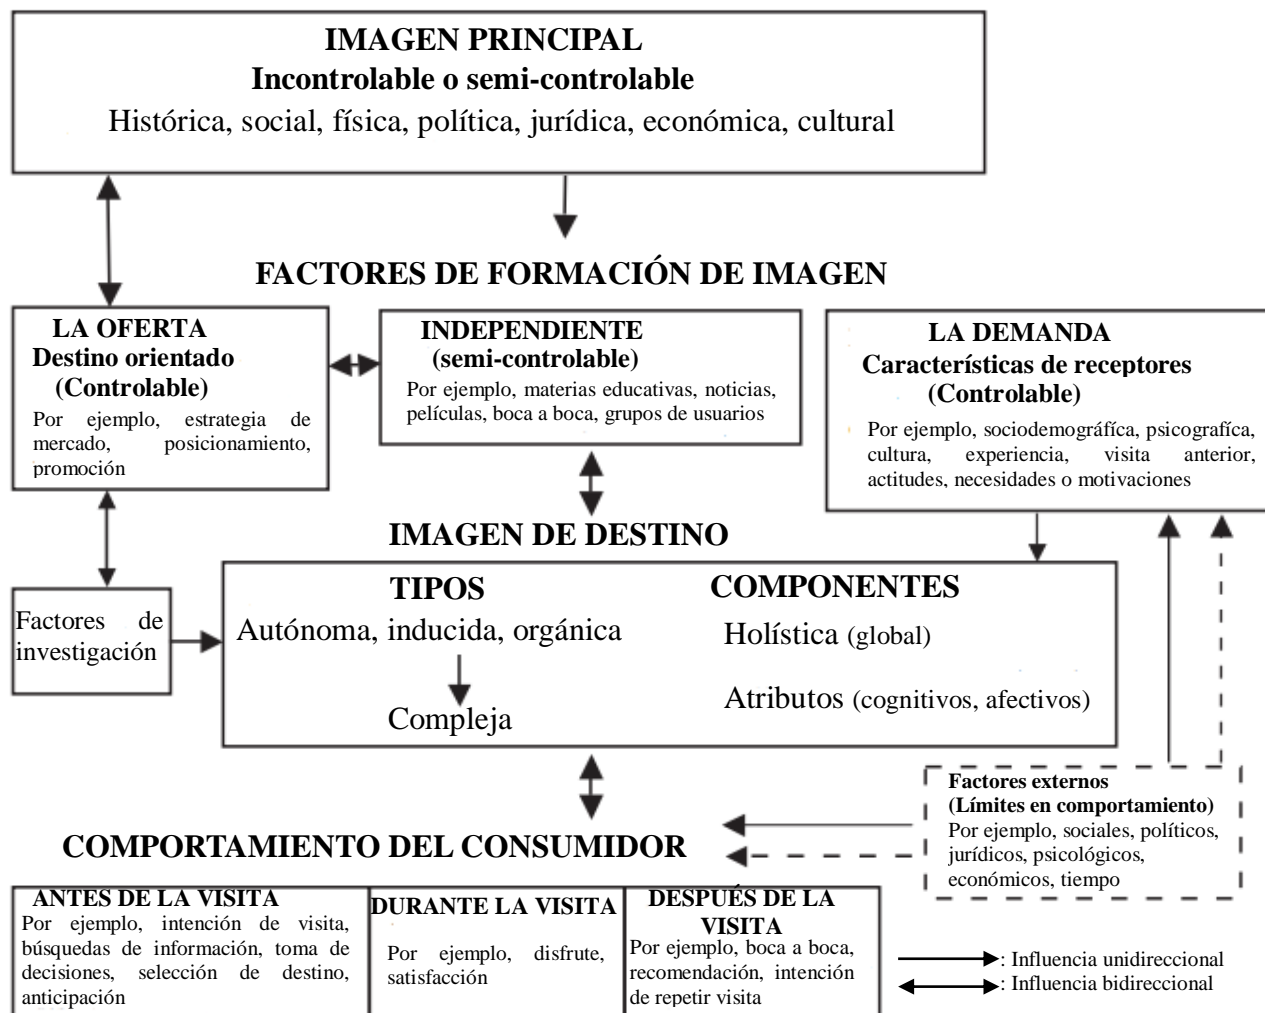 IMAGEN PRINCIPAL
Incontrolable o semi-controlable
Histórica, social, física, política, jurídica, económica, cultural
FACTORES DE FORMACIÓN DE IMAGEN
LA OFERTA
Destino orientado
(Controlable)
Por ejemplo, estrategia de
mercado, posicionamiento,
promoción
INDEPENDIENTE
(semi-controlable)
Por ejemplo, materias educativas, noticias,
películas, boca a boca, grupos de usuarios
LA DEMANDA
Características de receptores
(Controlable)
Por ejemplo, sociodemográfíca, psicografíca,
cultura, experiencia, visita anterior,
actitudes, necesidades o motivaciones
IMAGEN DE DESTINO
Factores de
investigación
TIPOS
Autónoma, inducida, orgánica
Compleja
COMPONENTES
Holística (global)
Atributos (cognitivos, afectivos)
Factores externos
(Límites en comportamiento)
Por ejemplo, sociales, políticos,
jurídicos, psicológicos,
económicos, tiempo
COMPORTAMIENTO DEL CONSUMIDOR
ANTES DE LA VISITA
Por ejemplo, intención de visita,
búsquedas de información, toma de
decisiones, selección de destino,
anticipación
DURANTE LA VISITA
Por ejemplo, disfrute,
satisfacción
DESPUÉS DE LA
VISITA
Por ejemplo, boca a boca,
recomendación, intención
de repetir visita
: Influencia unidireccional
: Influencia bidireccional